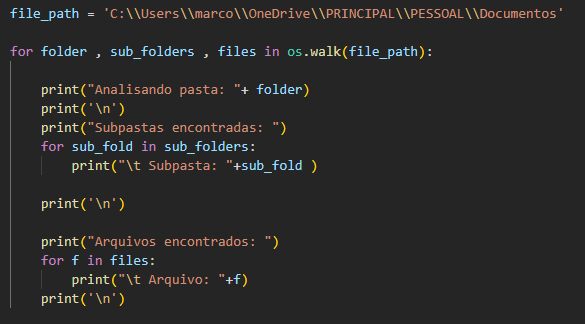 file_path = 'C:\\Users\\marco\\OneDrive\\PRINCIPAL\\PESSOAL\\Documentos'
for folder , sub_folders , files in os.walk(file_path):
    print("Analisando pasta: "+ folder)
    print('\n')
    print("Subpastas encontradas: ")
    for sub_fold in sub_folders:
        print("\t Subpasta: "+sub_fold )
    print('\n')
    print("Arquivos encontrados: ")
    for f in files:
        print("\t Arquivo: "+f)
    print('\n')